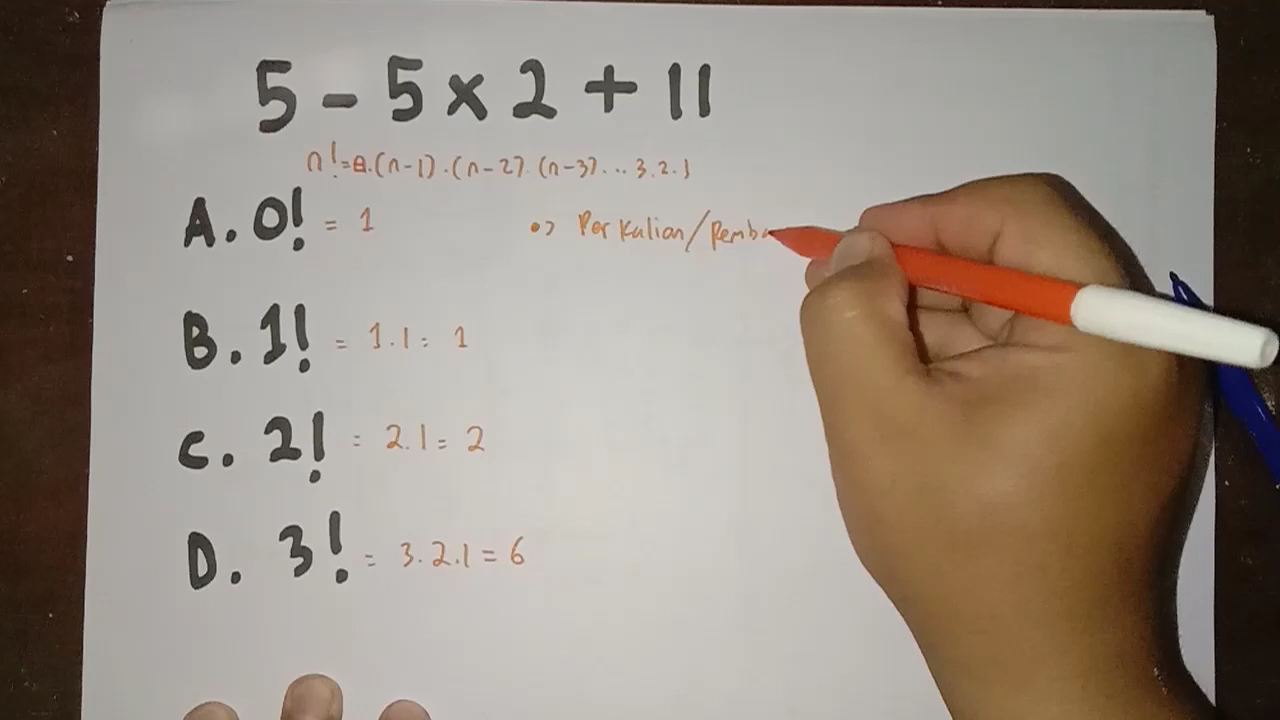 5 - 5 x 2 + 11
n! = n.(n-1).(n-2).(n-3)... 3.2.1
A. 0! = 1
•> Perkalian/Pemba
B. 1! = 1.1 = 1
C. 2! = 2.1 = 2
D. 3! = 3.2.1 = 6